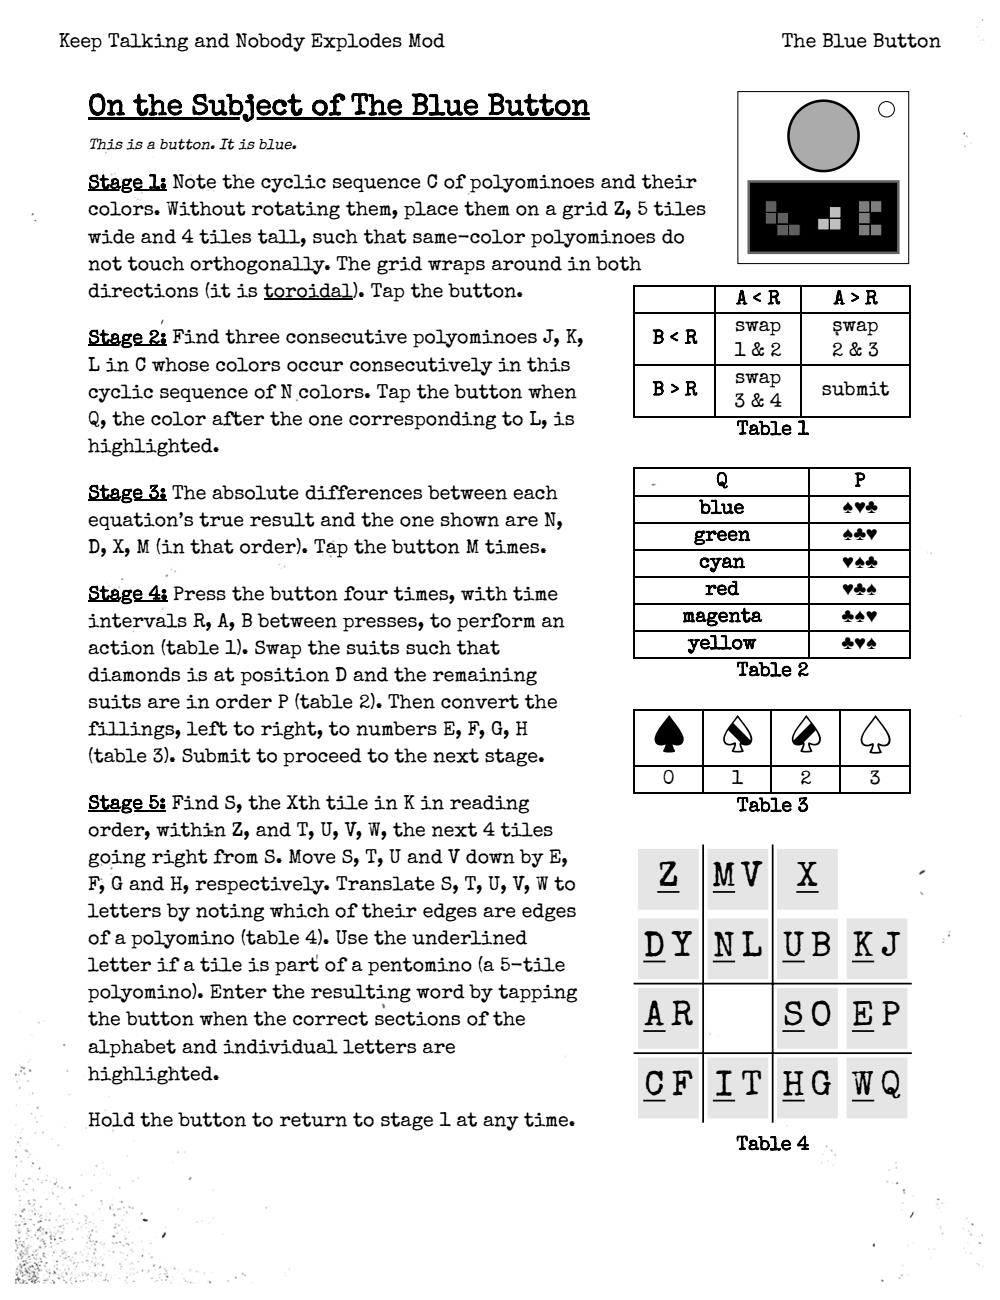 Keep Talking and Nobody Explodes Mod
The Blue Button
On the Subject of The Blue Button
This is a button. It is blue.
Stage 1: Note the cyclic sequence C of polyominoes and their
colors. Without rotating them, place them on a grid Z, 5 tiles
wide and 4 tiles tall, such that same-color polyominoes do
not touch orthogonally. The grid wraps around in both
directions (it is toroidal). Tap the button.
Stage 2: Find three consecutive polyominoes J, K,
L in C whose colors occur consecutively in this
cyclic sequence of N colors. Tap the button when
Q, the color after the one corresponding to L, is
highlighted.
Stage 3: The absolute differences between each
equation's true result and the one shown are N,
D, X, M (in that order). Tap the button M times.
Stage 4: Press the button four times, with time
intervals R, A, B between presses, to perform an
action (table 1). Swap the suits such that
diamonds is at position D and the remaining
suits are in order P (table 2). Then convert the
fillings, left to right, to numbers E, F, G, H
(table 3). Submit to proceed to the next stage.
Stage 5: Find S, the Xth tile in K in reading
order, within Z, and T, U, V, W, the next 4 tiles
going right from S. Move S, T, U and V down by E,
F, G and H, respectively. Translate S, T, U, V, W to
letters by noting which of their edges are edges
of a polyomino (table 4). Use the underlined
letter if a tile is part of a pentomino (a 5-tile
polyomino). Enter the resulting word by tapping
the button when the correct sections of the
alphabet and individual letters are
highlighted.
Hold the button to return to stage 1 at any time.
A < R A > R
B < R swap 1 & 2 swap 2 & 3
B > R swap 3 & 4 submit
Table 1
Q P
blue ♠♥♣
green ♠♣♥
cyan ♥♠♣
red ♥♣♠
magenta ♣♠♥
yellow ♣♥♠
Table 2
0 1 2 3
Table 3
Z MV X
DY NL UB KJ
AR SO EP
CF IT HG WQ
Table 4